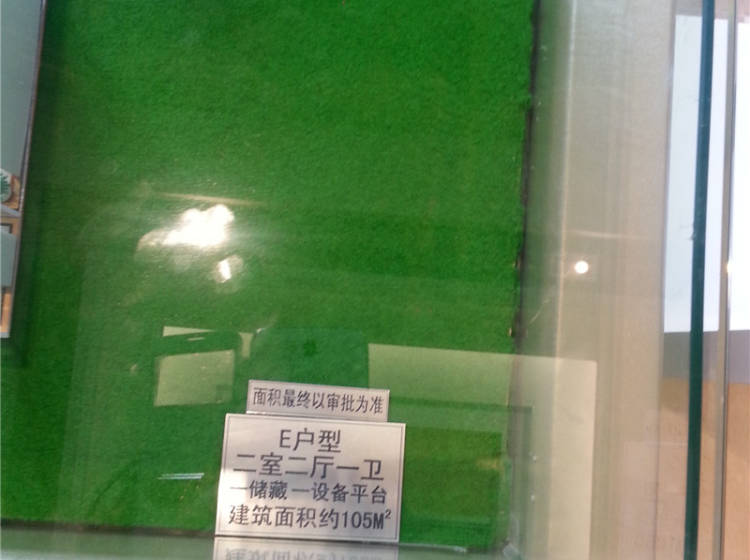 面积最终以审批为准
E户型
二室二厅一卫
一储藏一设备平台
建筑面积约105M²